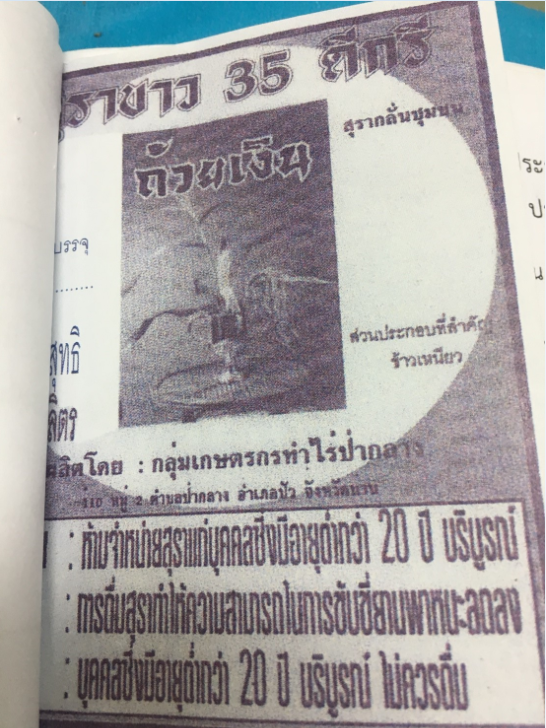 สุราขาว 35 ดีกรี
สุรากลั่นชุมชน
ถ้วยเงิน
บรรจุ
สุทธิ
ลิตร
ส่วนประกอบที่สำคัญ
ข้าวเหนียว
ผลิตโดย : กลุ่มเกษตรกรทำไร่ป่ากลาง
110 หมู่ 2 ตำบลป่ากลาง อำเภอปัว จังหวัดน่าน
: ห้ามจำหน่ายสุราแก่บุคคลซึ่งมีอายุต่ำกว่า 20 ปี บริบูรณ์
: การดื่มสุราทำให้ความสามารถในการขับขี่ยานพาหนะลดลง
: บุคคลซึ่งมีอายุต่ำกว่า 20 ปี บริบูรณ์ ไม่ควรดื่ม